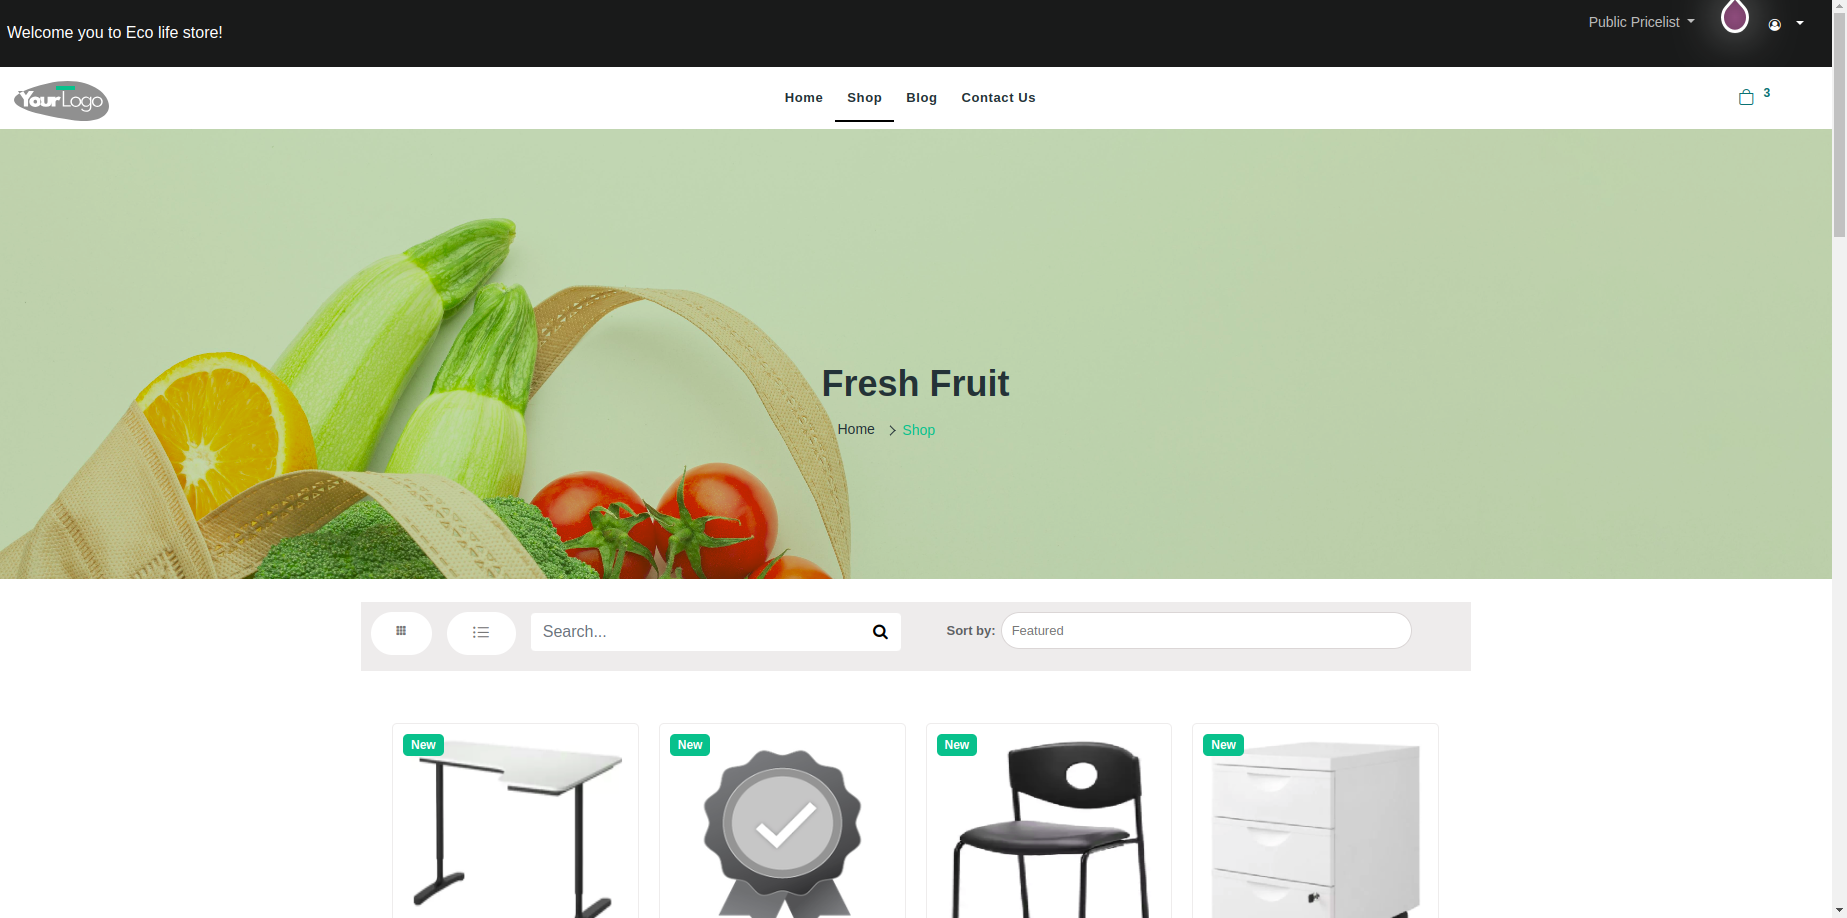 Welcome you to Eco life store!
Public Pricelist
YourLogo
Home
Shop
Blog
Contact Us
3
Fresh Fruit
Home
Shop
Search...
Sort by:
Featured
New
New
New
New